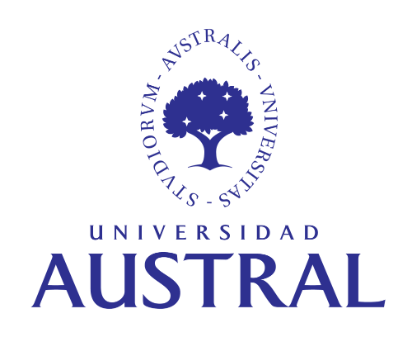 STVDIORVM - AVSTRALIS - VNIVERSITAS -
UNIVERSIDAD
AUSTRAL